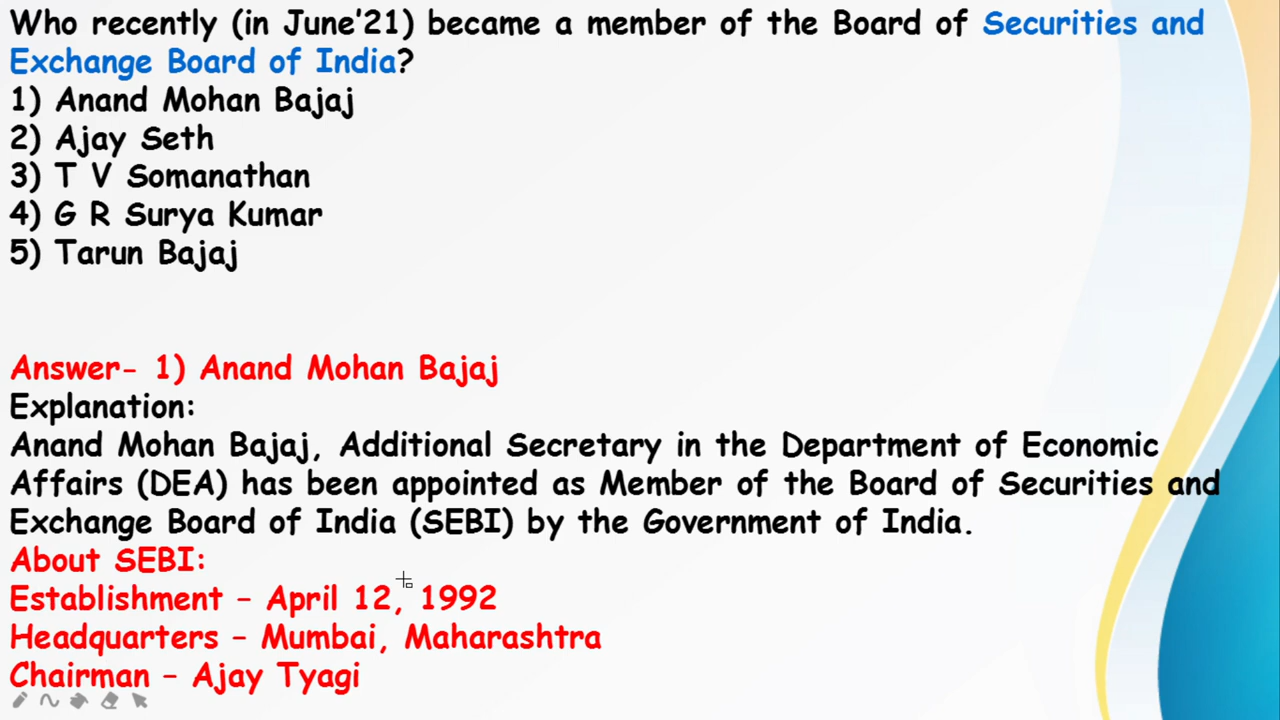 Who recently (in June'21) became a member of the Board of Securities and
Exchange Board of India?
1) Anand Mohan Bajaj
2) Ajay Seth
3) T V Somanathan
4) G R Surya Kumar
5) Tarun Bajaj
Answer- 1) Anand Mohan Bajaj
Explanation:
Anand Mohan Bajaj, Additional Secretary in the Department of Economic
Affairs (DEA) has been appointed as Member of the Board of Securities and
Exchange Board of India (SEBI) by the Government of India.
About SEBI:
Establishment – April 12, 1992
Headquarters – Mumbai, Maharashtra
Chairman – Ajay Tyagi